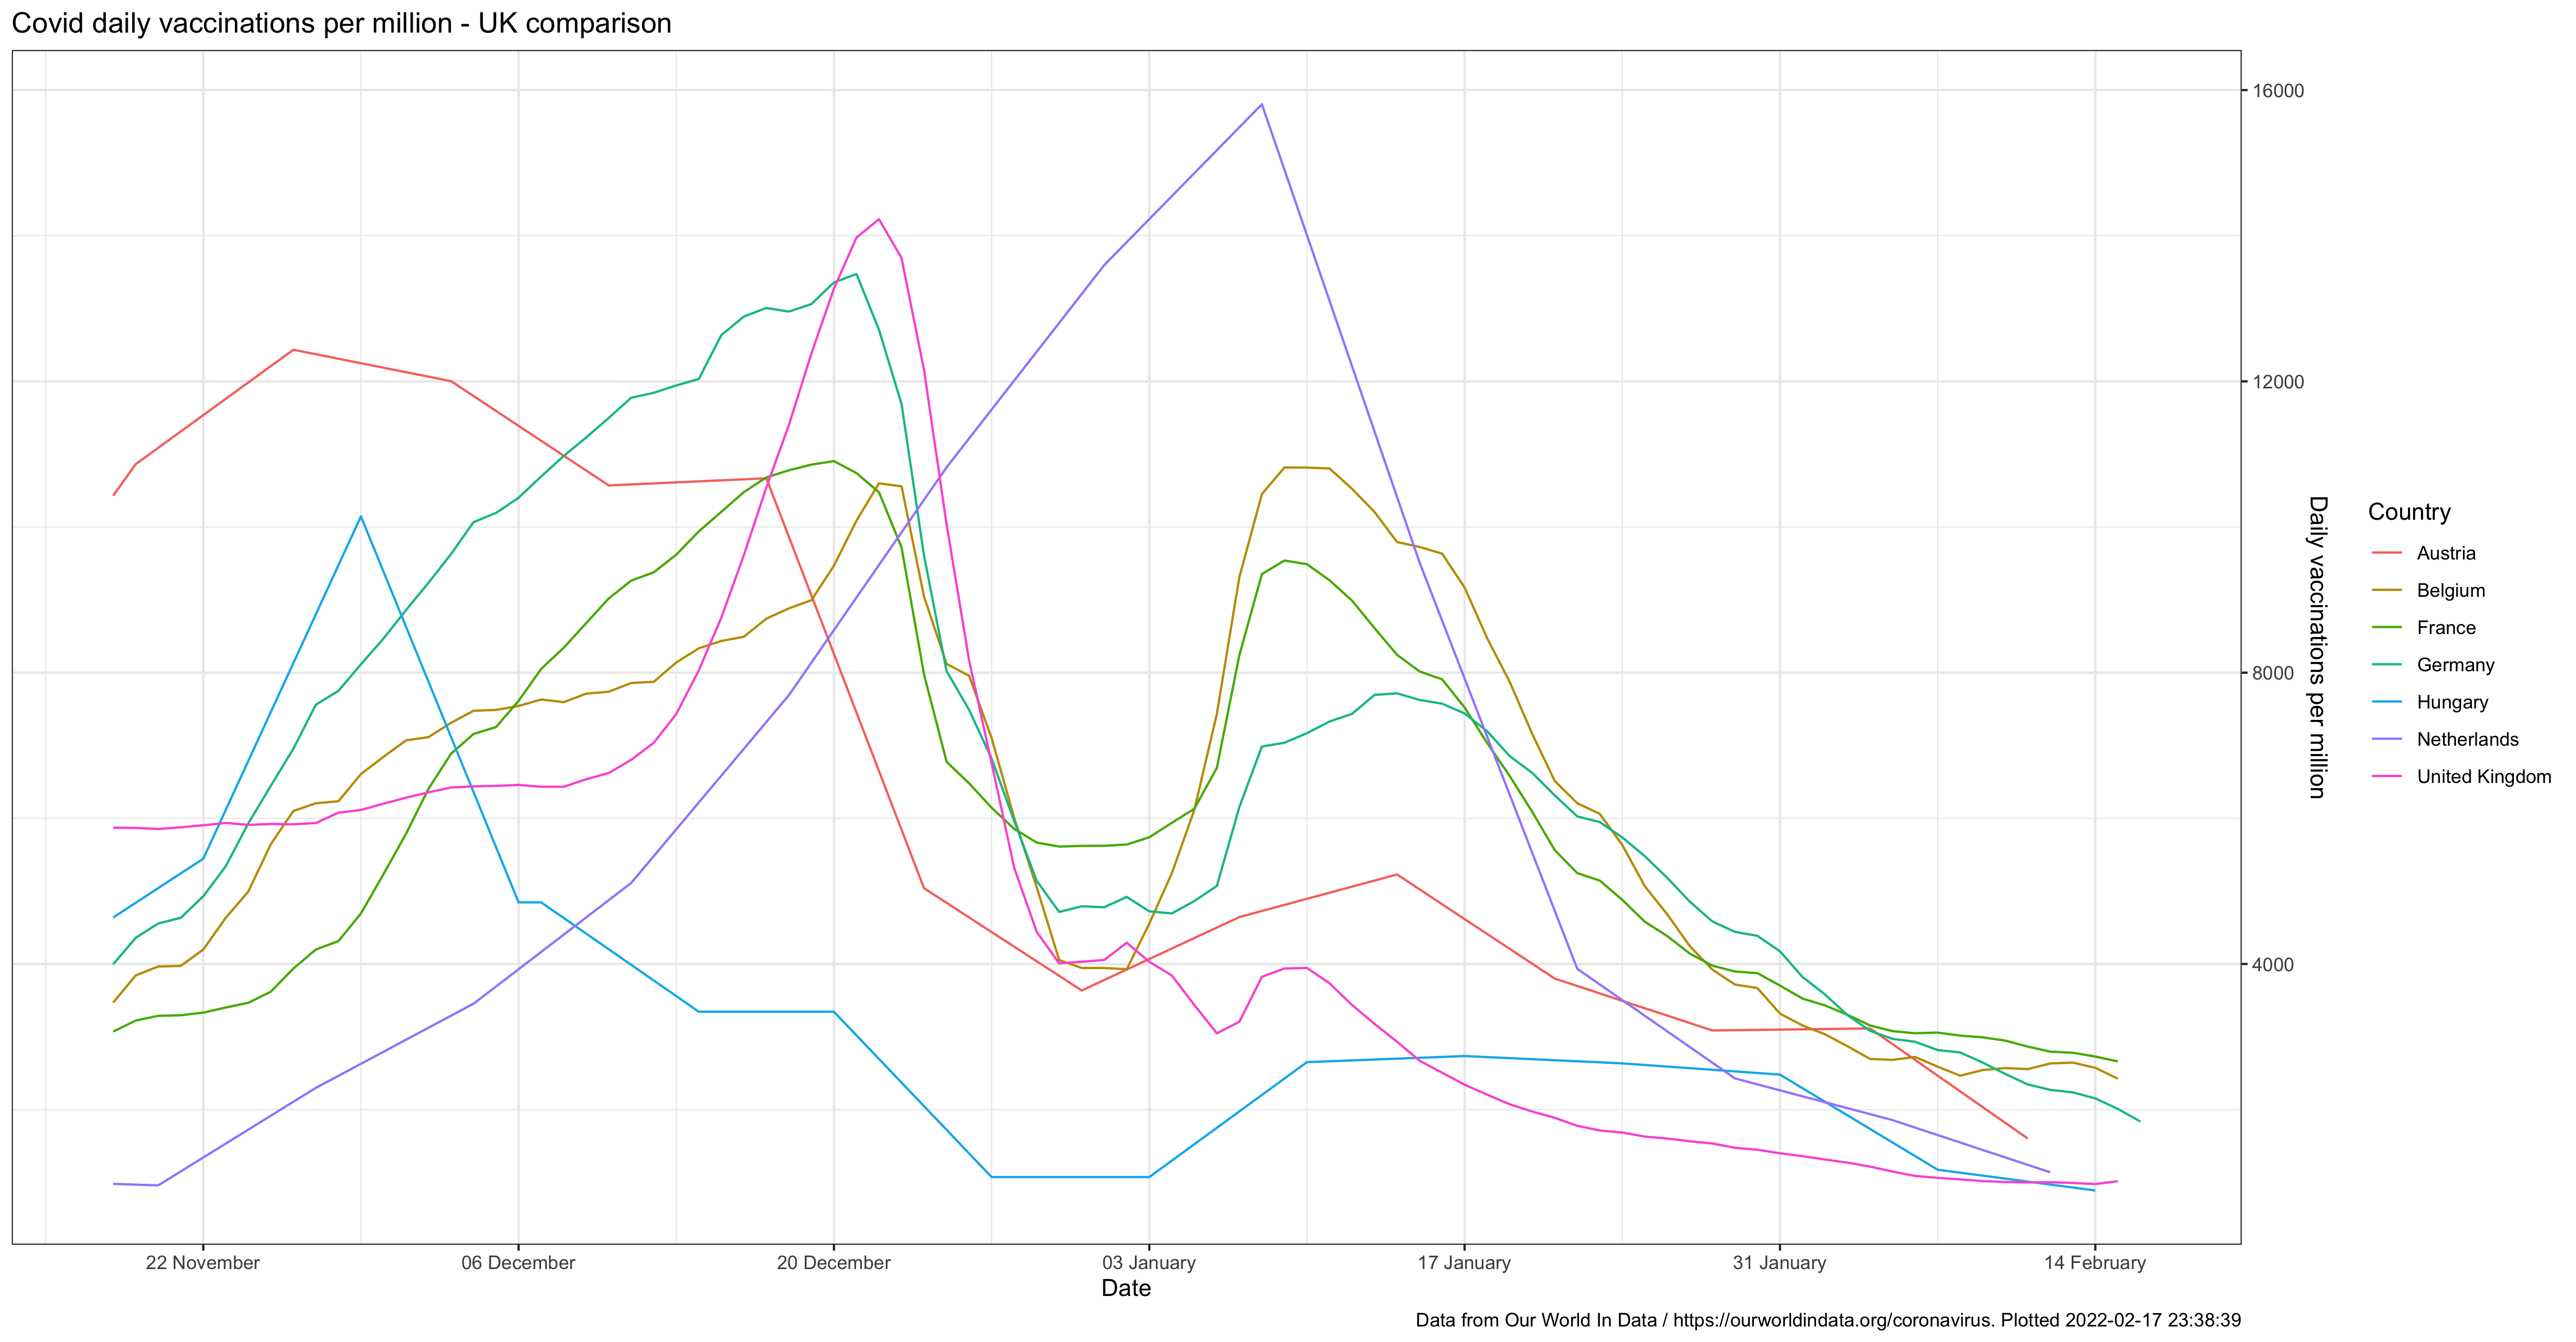 Covid daily vaccinations per million - UK comparison
16000
12000
8000
4000
Daily vaccinations per million
Country
Austria
Belgium
France
Germany
Hungary
Netherlands
United Kingdom
22 November
06 December
20 December
03 January
17 January
31 January
14 February
Date
Data from Our World In Data / https://ourworldindata.org/coronavirus. Plotted 2022-02-17 23:38:39